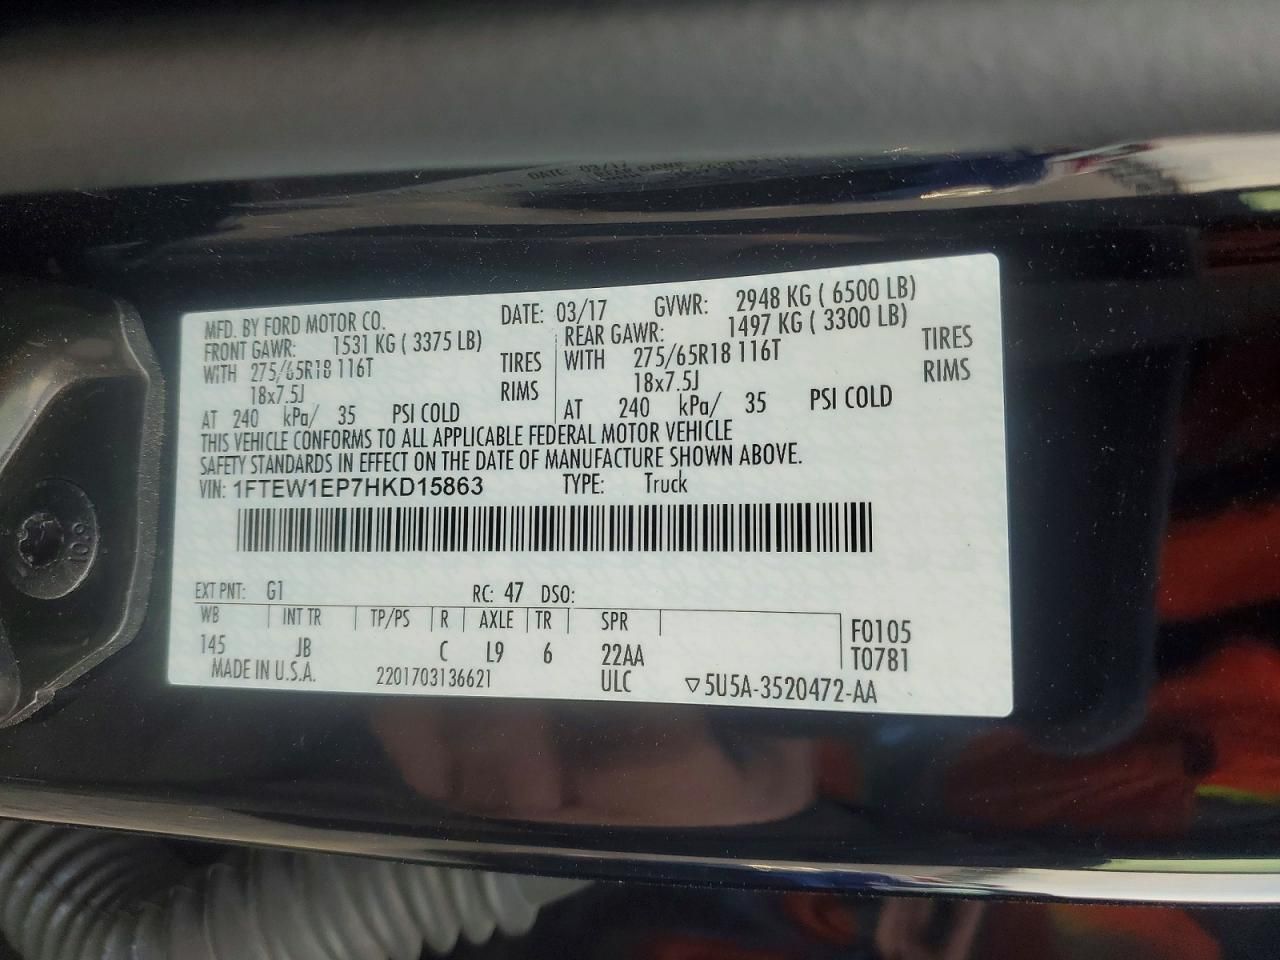 MFD. BY FORD MOTOR CO.
DATE: 03/17 GVWR: 2948 KG ( 6500 LB)
FRONT GAWR: 1531 KG ( 3375 LB) REAR GAWR: 1497 KG ( 3300 LB)
WITH 275/65R18 116T TIRES WITH 275/65R18 116T TIRES
18x7.5J RIMS 18x7.5J RIMS
AT 240 kPa/ 35 PSI COLD AT 240 kPa/ 35 PSI COLD
THIS VEHICLE CONFORMS TO ALL APPLICABLE FEDERAL MOTOR VEHICLE
SAFETY STANDARDS IN EFFECT ON THE DATE OF MANUFACTURE SHOWN ABOVE.
VIN: 1FTEW1EP7HKD15863 TYPE: Truck
EXT PNT: G1 RC: 47 DSO:
WB INT TR TP/PS R AXLE TR SPR
F0105
145 JB C L9 6 22AA
T0781
MADE IN U.S.A. 2201703136621 ULC ▽5U5A-3520472-AA
10.9